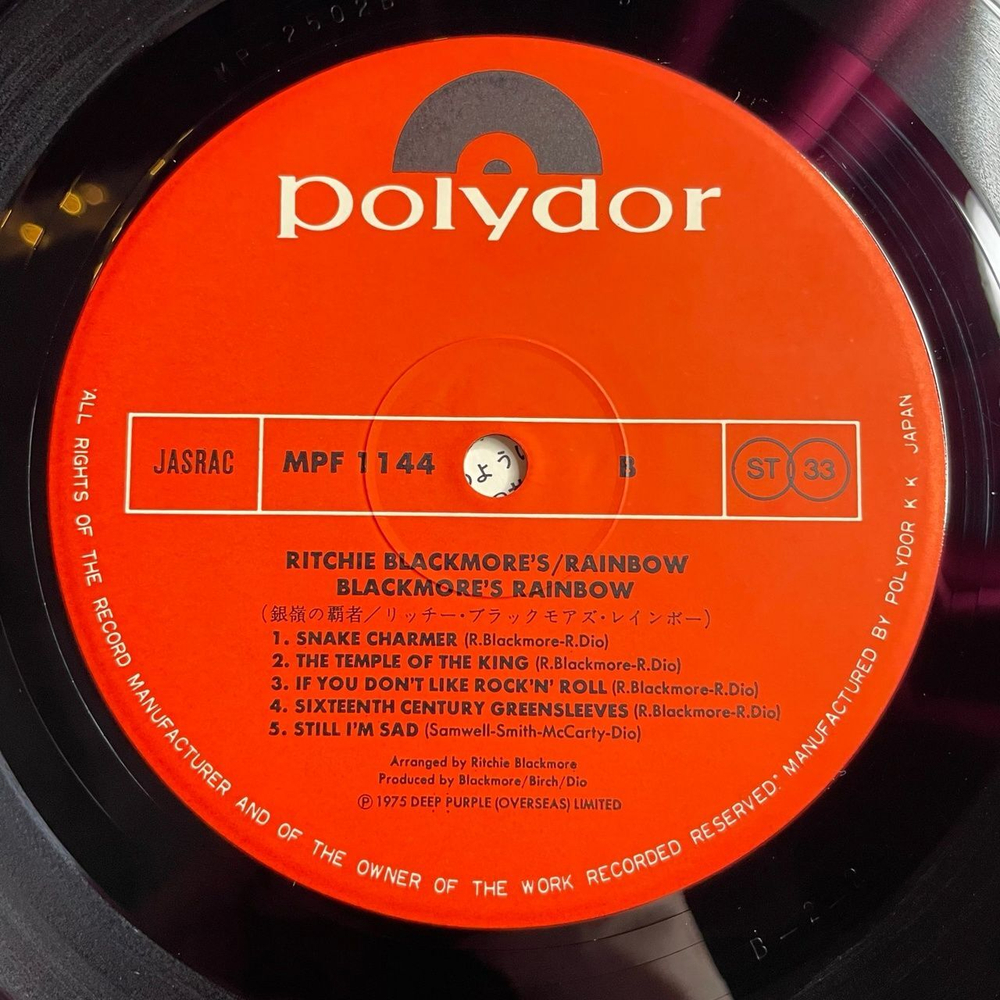 MP-2502B
polydor
JASRAC
MPF 1144
B
ST 33
RITCHIE BLACKMORE'S/RAINBOW
BLACKMORE'S RAINBOW
(銀嶺の覇者/リッチー・ブラックモアズ・レインボー)
1. SNAKE CHARMER (R.Blackmore-R.Dio)
2. THE TEMPLE OF THE KING (R.Blackmore-R.Dio)
3. IF YOU DON'T LIKE ROCK'N' ROLL (R.Blackmore-R.Dio)
4. SIXTEENTH CENTURY GREENSLEEVES (R.Blackmore-R.Dio)
5. STILL I'M SAD (Samwell-Smith-McCarty-Dio)
Arranged by Ritchie Blackmore
Produced by Blackmore/Birch/Dio
Ⓟ 1975 DEEP PURPLE (OVERSEAS) LIMITED
"ALL RIGHTS OF THE RECORD MANUFACTURER AND OF THE OWNER OF THE WORK RECORDED RESERVED." MANUFACTURED BY POLYDOR K K JAPAN